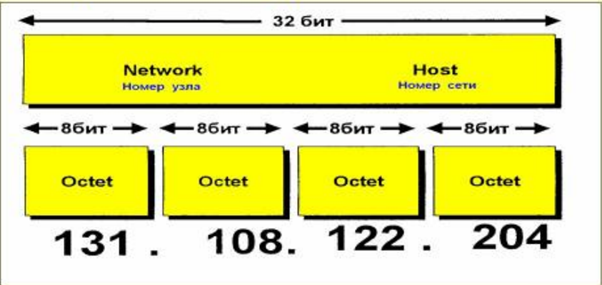 32 бит
Network Host
Номер узла Номер сети
8бит 8бит 8бит 8бит
Octet Octet Octet Octet
131 . 108. 122 . 204